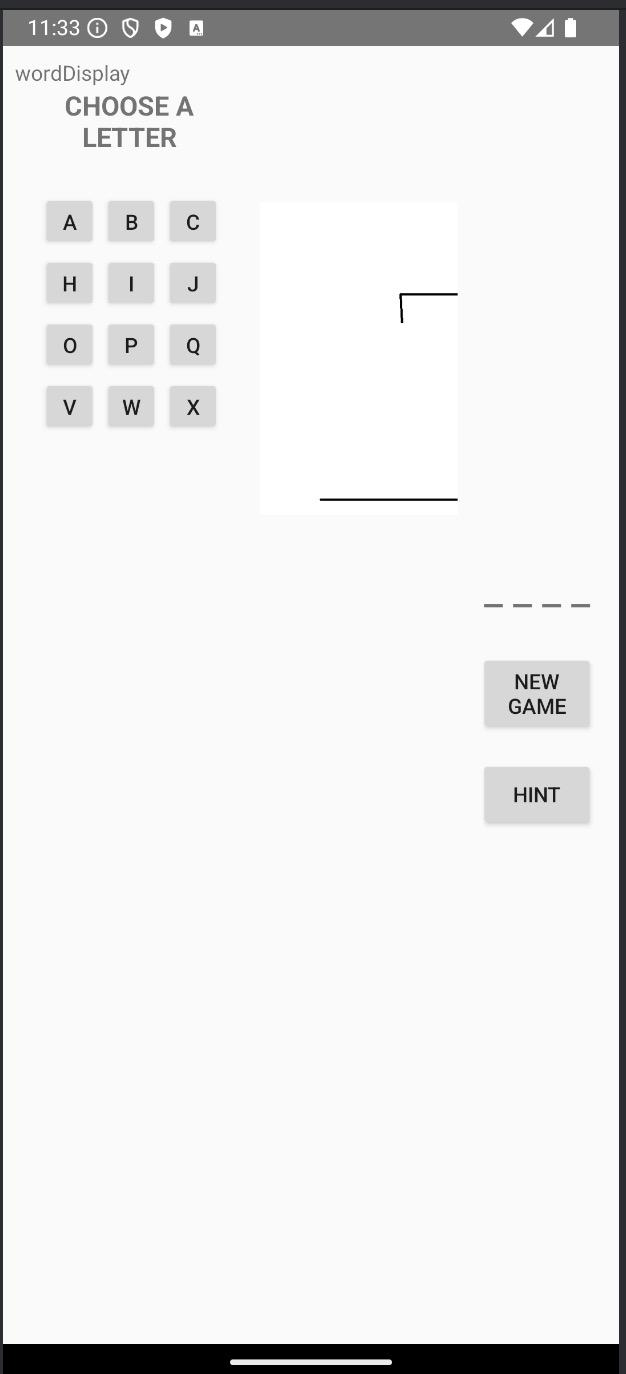 11:33
wordDisplay
CHOOSE A
LETTER
A B C
H I J
O P Q
V W X
_ _ _ _
NEW
GAME
HINT